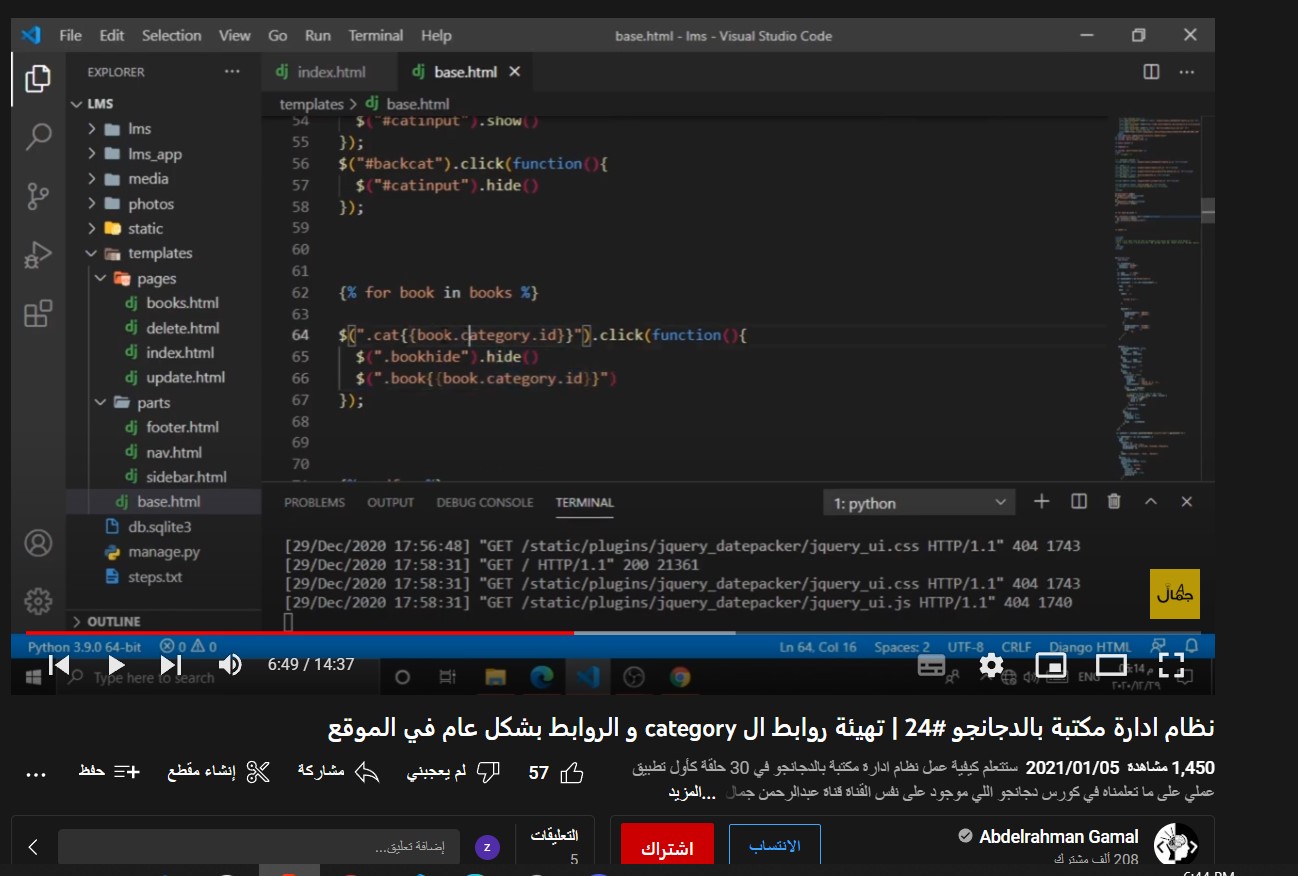 File Edit Selection View Go Run Terminal Help
base.html - lms - Visual Studio Code
EXPLORER
LMS
lms
lms_app
media
photos
static
templates
pages
books.html
delete.html
index.html
update.html
parts
footer.html
nav.html
sidebar.html
base.html
db.sqlite3
manage.py
steps.txt
OUTLINE
index.html
base.html
templates > base.html
54 $("#catinput").show()
55 });
56 $("#backcat").click(function(){
57 $("#catinput").hide()
58 });
59
60
61
62 {% for book in books %}
63
64 $(".cat{{book.category.id}}").click(function(){
65 $(".bookhide").hide()
66 $(".book{{book.category.id}}")
67 });
68
69
70
PROBLEMS OUTPUT DEBUG CONSOLE TERMINAL
1: python
[29/Dec/2020 17:56:48] "GET /static/plugins/jquery_datepacker/jquery_ui.css HTTP/1.1" 404 1743
[29/Dec/2020 17:58:31] "GET / HTTP/1.1" 200 21361
[29/Dec/2020 17:58:31] "GET /static/plugins/jquery_datepacker/jquery_ui.css HTTP/1.1" 404 1743
[29/Dec/2020 17:58:31] "GET /static/plugins/jquery_datepacker/jquery_ui.js HTTP/1.1" 404 1740
جمال
Python 3.9.0 64-bit 0 0
Ln 64, Col 16 Spaces: 2 UTF-8 CRLF Django HTML
6:49 / 14:37
Type here to search
ENG
نظام ادارة مكتبة بالدجانجو #24 | تهيئة روابط ال category و الروابط بشكل عام في الموقع
1,450 مشاهدة 2021/01/05 ستتعلم كيفية عمل نظام ادارة مكتبة بالدجانجو في 30 حلقة كأول تطبيق
عملي على ما تعلمناه في كورس دجانجو اللي موجود على نفس القناة قناة عبدالرحمن جمال ...المزيد
57
لم يعجبني
مشاركة
إنشاء مقطع
حفظ
Abdelrahman Gamal
208 ألف مشترك
الانتساب
اشتراك
التعليقات
5
z
إضافة تعليق...
6:44 PM